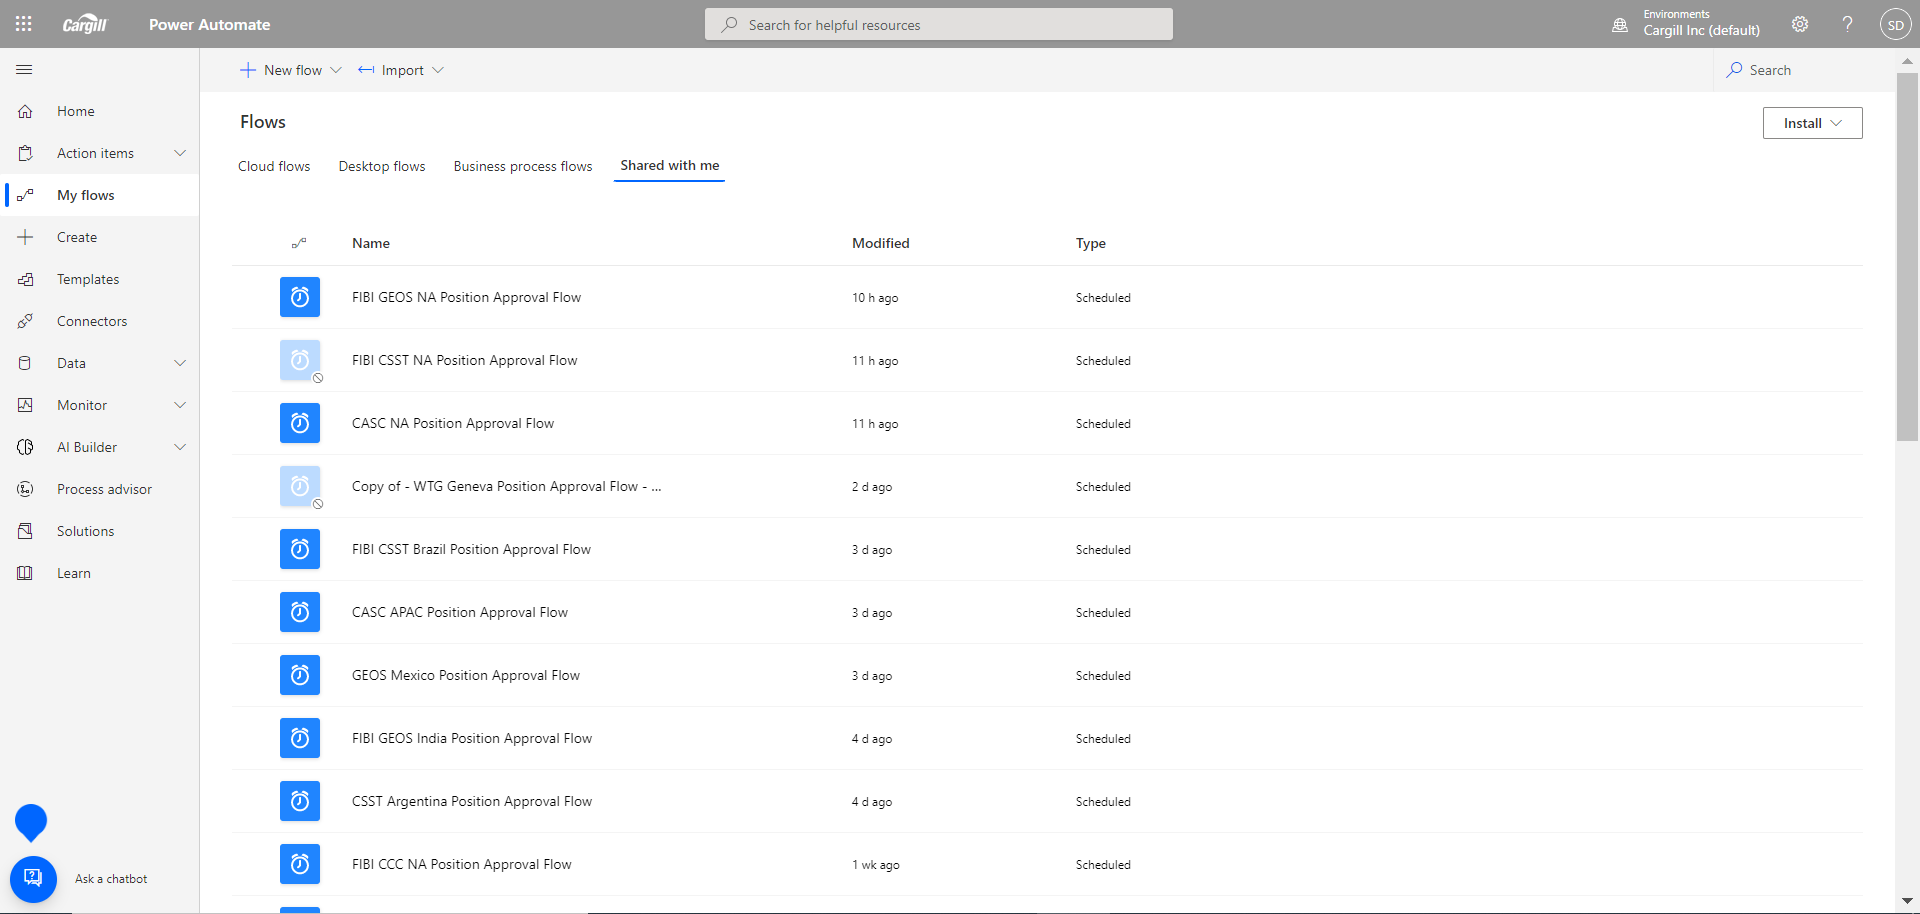 Cargill
Power Automate
Search for helpful resources
Environments
Cargill Inc (default)
?
SD
New flow
Import
Search
Home
Action items
My flows
Create
Templates
Connectors
Data
Monitor
AI Builder
Process advisor
Solutions
Learn
Ask a chatbot
Flows
Install
Cloud flows Desktop flows Business process flows Shared with me
Name Modified Type
FIBI GEOS NA Position Approval Flow 10 h ago Scheduled
FIBI CSST NA Position Approval Flow 11 h ago Scheduled
CASC NA Position Approval Flow 11 h ago Scheduled
Copy of - WTG Geneva Position Approval Flow - ... 2 d ago Scheduled
FIBI CSST Brazil Position Approval Flow 3 d ago Scheduled
CASC APAC Position Approval Flow 3 d ago Scheduled
GEOS Mexico Position Approval Flow 3 d ago Scheduled
FIBI GEOS India Position Approval Flow 4 d ago Scheduled
CSST Argentina Position Approval Flow 4 d ago Scheduled
FIBI CCC NA Position Approval Flow 1 wk ago Scheduled